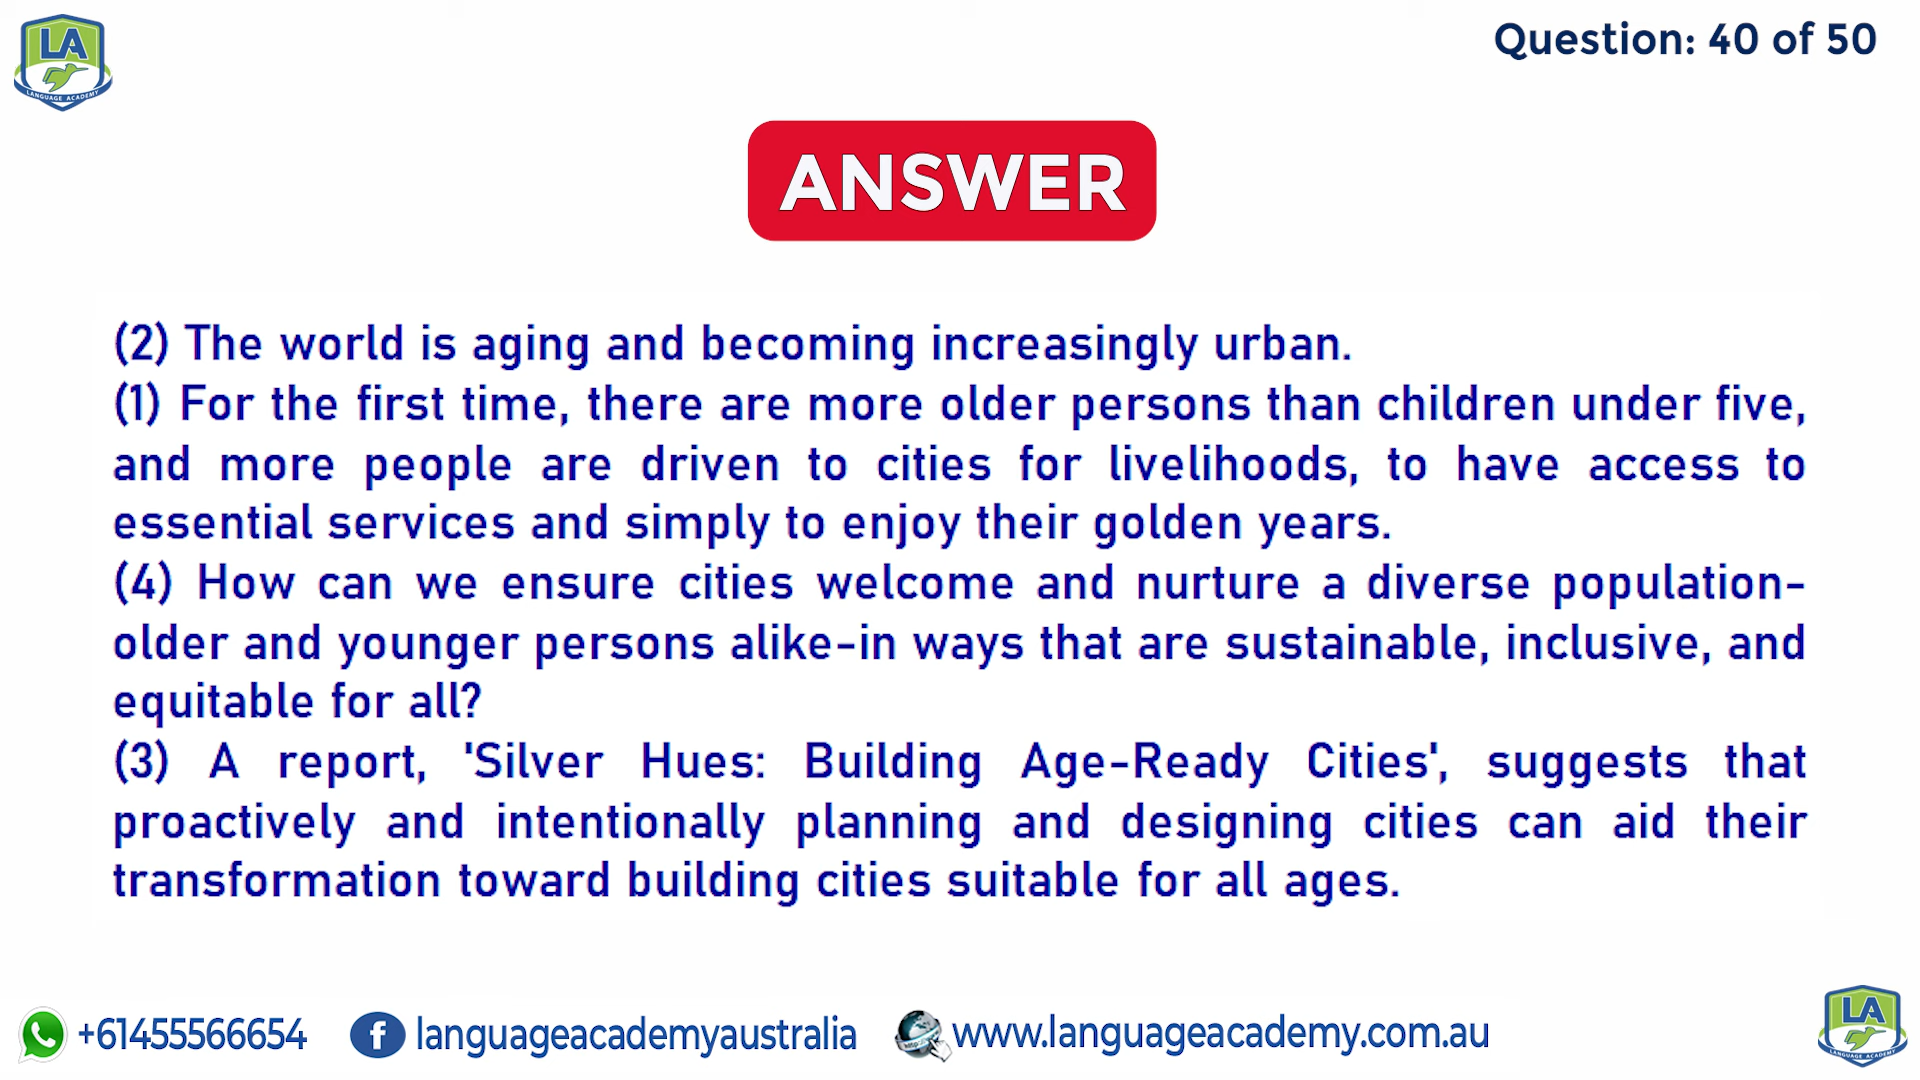 LA
LANGUAGE ACADEMY
Question: 40 of 50
ANSWER
(2) The world is aging and becoming increasingly urban.
(1) For the first time, there are more older persons than children under five,
and more people are driven to cities for livelihoods, to have access to
essential services and simply to enjoy their golden years.
(4) How can we ensure cities welcome and nurture a diverse population-
older and younger persons alike-in ways that are sustainable, inclusive, and
equitable for all?
(3) A report, 'Silver Hues: Building Age-Ready Cities', suggests that
proactively and intentionally planning and designing cities can aid their
transformation toward building cities suitable for all ages.
+61455566654
languageacademyaustralia
www.languageacademy.com.au
LA
LANGUAGE ACADEMY